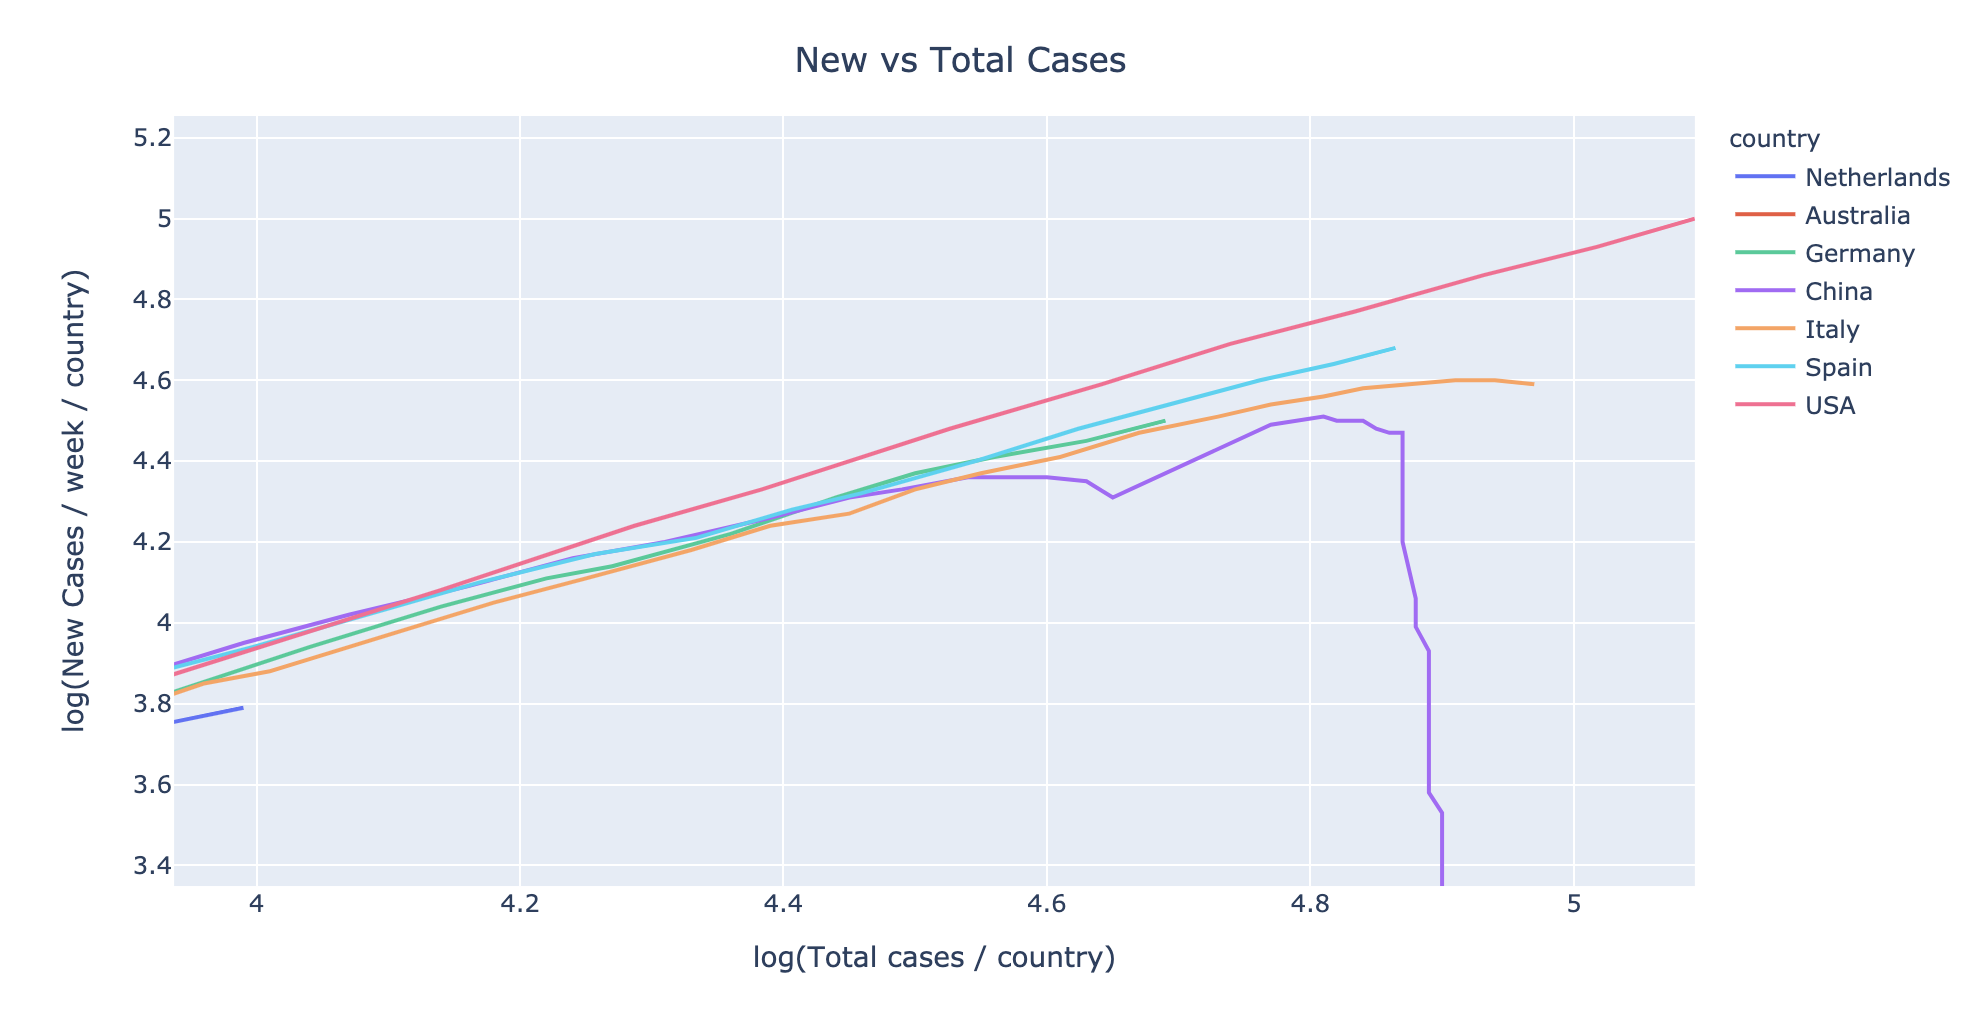 New vs Total Cases
log(New Cases / week / country)
5.2
5
4.8
4.6
4.4
4.2
4
3.8
3.6
3.4
4
4.2
4.4
4.6
4.8
5
log(Total cases / country)
country
Netherlands
Australia
Germany
China
Italy
Spain
USA